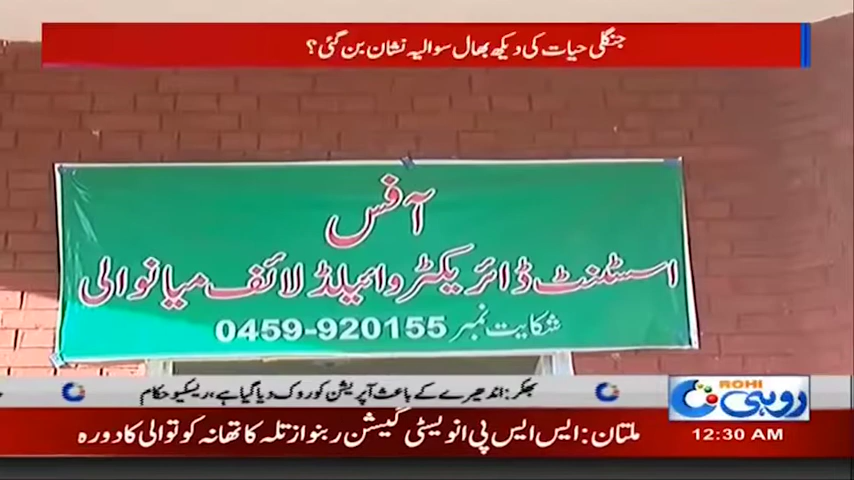 جنگلی حیات کی دیکھ بھال سوالیہ نشان بن گئی؟
آفس
اسسٹنٹ ڈائریکٹر وائیلڈ لائف میانوالی
شکایت نمبر 0459-920155
بھکر: اندھیرے کے باعث آپریشن کو روک دیا گیا ہے، ریسکیو حکام
ROHI
روہی
ملتان: ایس ایس پی انویسٹی گیشن ربنواز تلہ کا تھانہ کوتوالی کا دورہ
12:30 AM